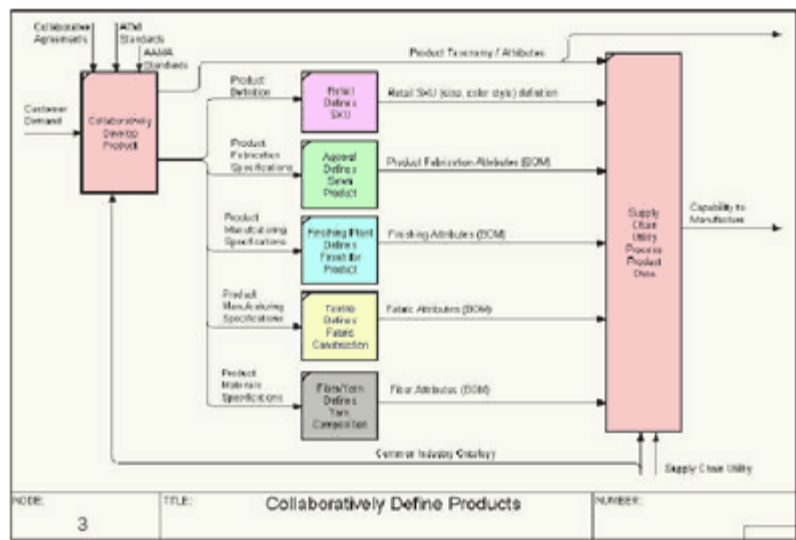 Collaborative
Agreements
Standards
AAMA
Standards
Product Taxonomy / Attributes
Customer
Demand
Collaboratively
Develop
Product
Product
Definition
Retail
Defines
SKU
Retail SKU (size, color style) definition
Product
Fabrication
Specifications
Apparel
Defines
Product
Product Fabrication Attributes (BOM)
Product
Manufacturing
Specifications
Finishing Plant
Defines
Finish for
Product
Finishing Attributes (BOM)
Product
Manufacturing
Specifications
Textile
Defines
Fabric
Construction
Fabric Attributes (BOM)
Product
Materials
Specifications
Fiber/Yarn
Defines
Yarn
Composition
Fiber Attributes (BOM)
Supply
Chain
Utility
Process
Product
Data
Capability to
Manufacture
Common Industry Ontology
Supply Chain Utility
NODE:
3
TITLE:
Collaboratively Define Products
NUMBER: